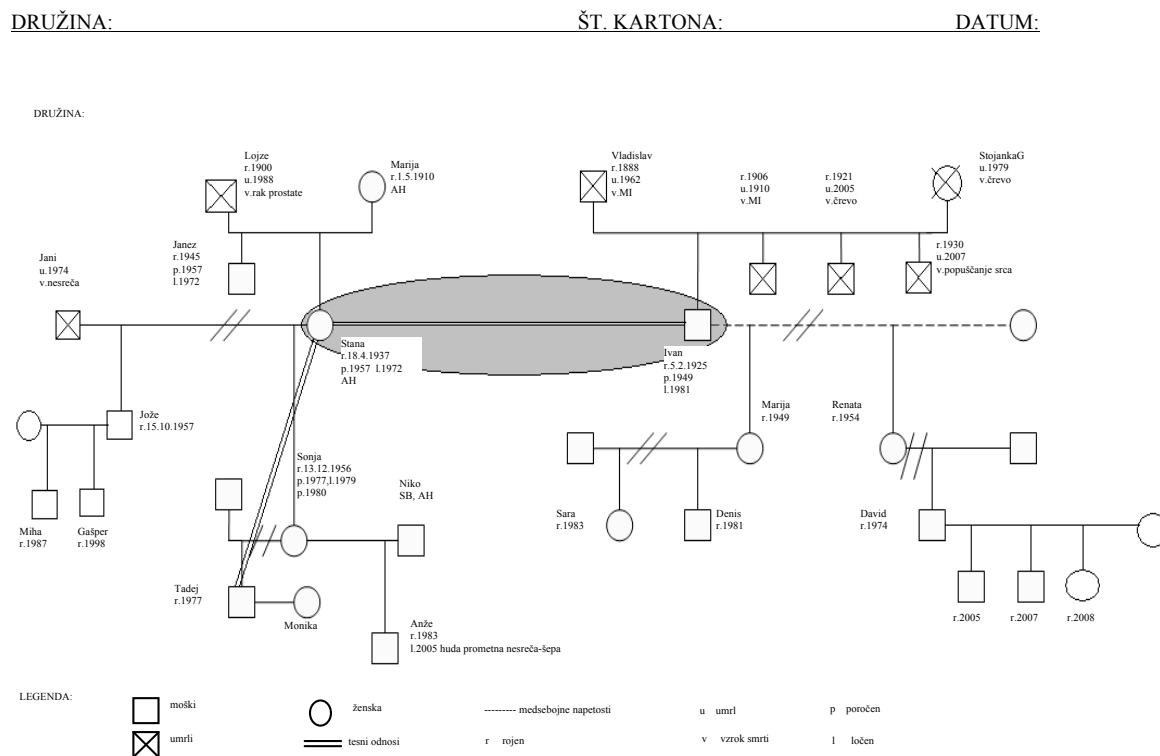 DRUŽINA: ŠT. KARTONA: DATUM:
DRUŽINA:
Lojze
r.1900
u.1988
v.rak prostate
Marija
r.1.5.1910
AH
Vladislav
r.1888
u.1962
v.MI
r.1906
u.1910
v.MI
r.1921
u.2005
v.črevo
StojankaG
u.1979
v.črevo
r.1930
u.2007
v.popuščanje srca
Janez
r.1945
p.1957
l.1972
Jani
u.1974
v.nesreča
Stana
r.18.4.1937
p.1957 l.1972
AH
Ivan
r.5.2.1925
p.1949
l.1981
Marija
r.1949
Renata
r.1954
Jože
r.15.10.1957
Sonja
r.13.12.1956
p.1977,l.1979
p.1980
Niko
SB, AH
Miha
r.1987
Gašper
r.1998
Sara
r.1983
Denis
r.1981
David
r.1974
Tadej
r.1977
Monika
Anže
r.1983
l.2005 huda prometna nesreča-šepa
r.2005
r.2007
r.2008
LEGENDA:
moški
ženska
--------- medsebojne napetosti
u umrl
p poročen
umrli
tesni odnosi
r rojen
v vzrok smrti
l ločen